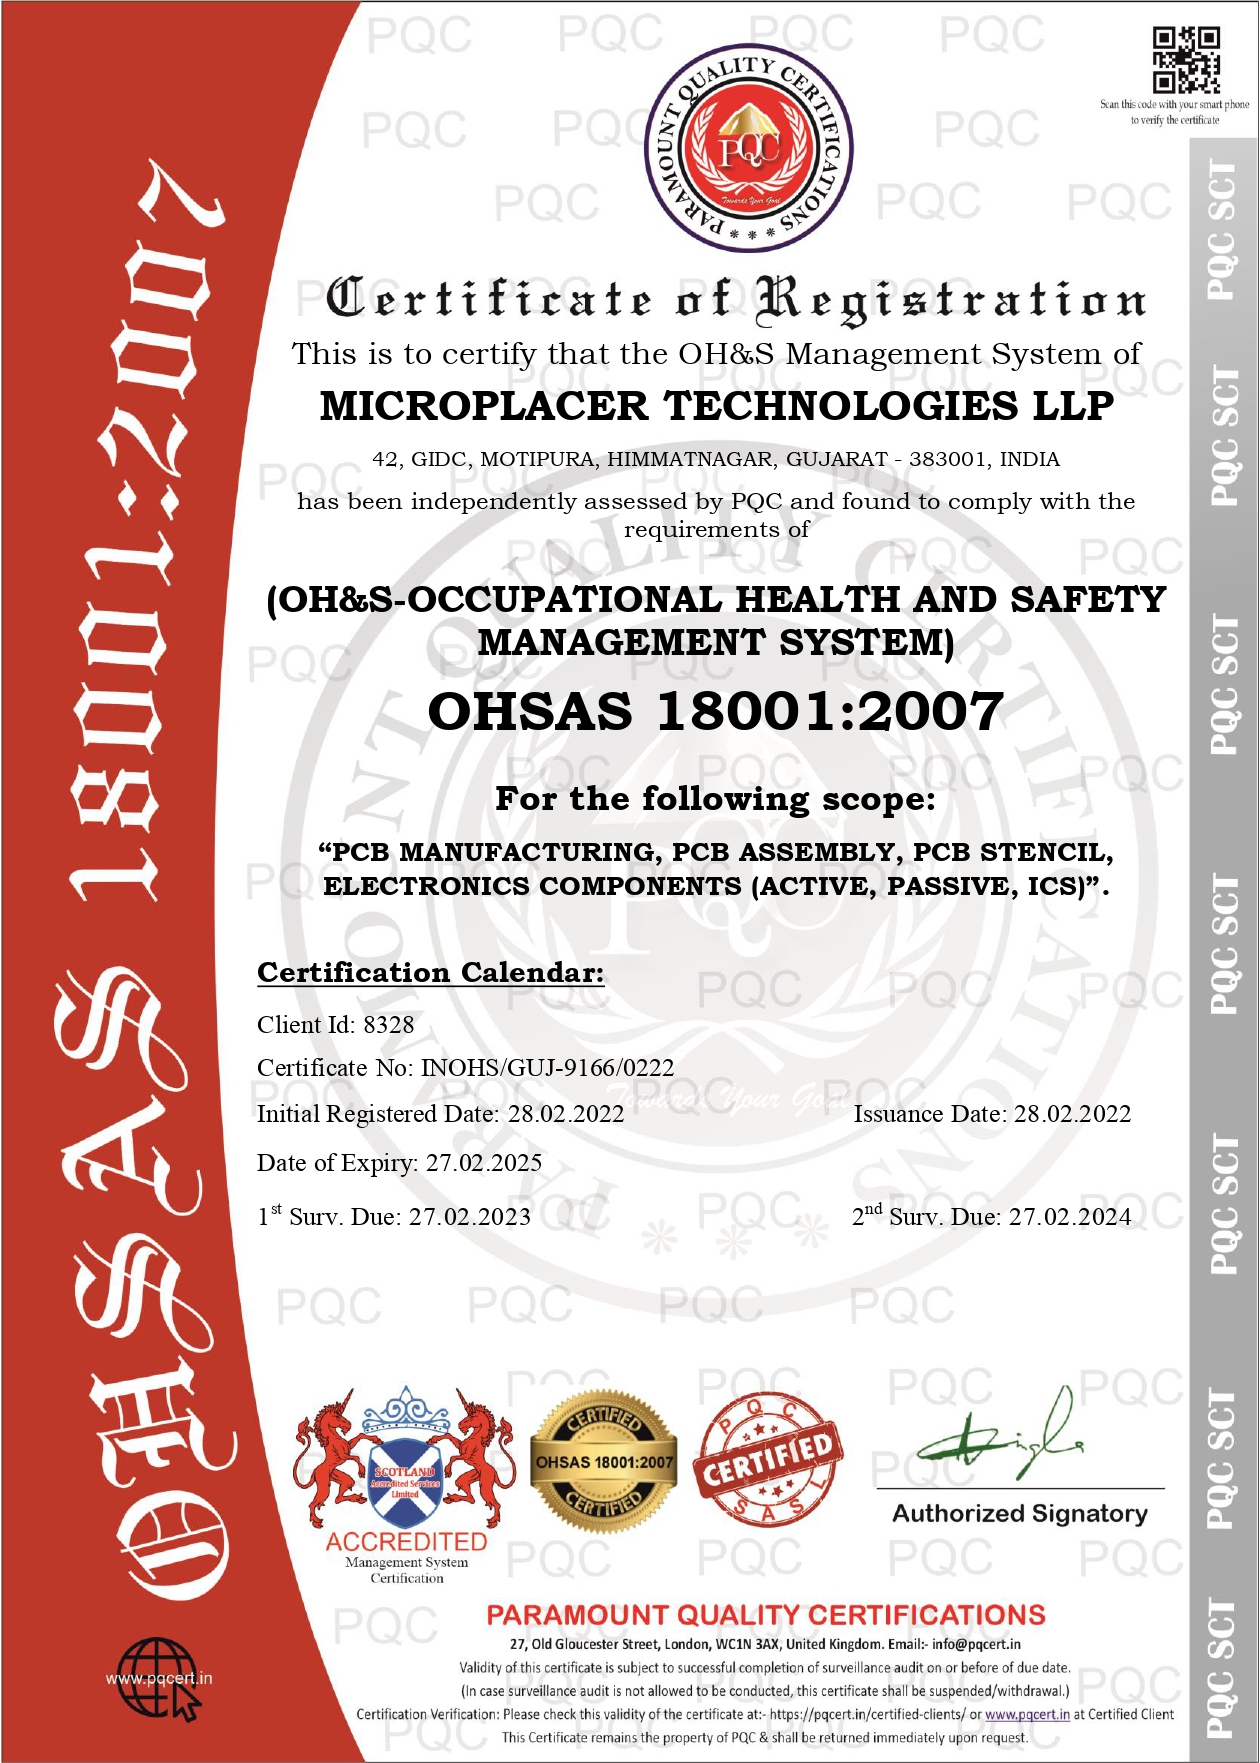 PARAMOUNT QUALITY CERTIFICATIONS
PQC
Towards Your Goal
Scan this code with your smart phone
to verify the certificate
Certificate of Registration
This is to certify that the OH&S Management System of
MICROPLACER TECHNOLOGIES LLP
42, GIDC, MOTIPURA, HIMMATNAGAR, GUJARAT - 383001, INDIA
has been independently assessed by PQC and found to comply with the
requirements of
(OH&S-OCCUPATIONAL HEALTH AND SAFETY
MANAGEMENT SYSTEM)
OHSAS 18001:2007
For the following scope:
“PCB MANUFACTURING, PCB ASSEMBLY, PCB STENCIL,
ELECTRONICS COMPONENTS (ACTIVE, PASSIVE, ICS)”.
Certification Calendar:
Client Id: 8328
Certificate No: INOHS/GUJ-9166/0222
Initial Registered Date: 28.02.2022 Issuance Date: 28.02.2022
Date of Expiry: 27.02.2025
1st Surv. Due: 27.02.2023 2nd Surv. Due: 27.02.2024
OHSAS 18001:2007
PQC SCT
PQC SCT
PQC SCT
PQC SCT
PQC SCT
PQC SCT
PQC SCT
SCOTLAND
Accredited Services
Limited
ACCREDITED
Management System
Certification
CERTIFIED
OHSAS 18001:2007
CERTIFIED
PQC
CERTIFIED
SASL
Authorized Signatory
www.pqcert.in
PARAMOUNT QUALITY CERTIFICATIONS
27, Old Gloucester Street, London, WC1N 3AX, United Kingdom. Email:- info@pqcert.in
Validity of this certificate is subject to successful completion of surveillance audit on or before of due date.
(In case surveillance audit is not allowed to be conducted, this certificate shall be suspended/withdrawal.)
Certification Verification: Please check this validity of the certificate at:- https://pqcert.in/certified-clients/ or www.pqcert.in at Certified Client
This Certificate remains the property of PQC & shall be returned immediately upon request.